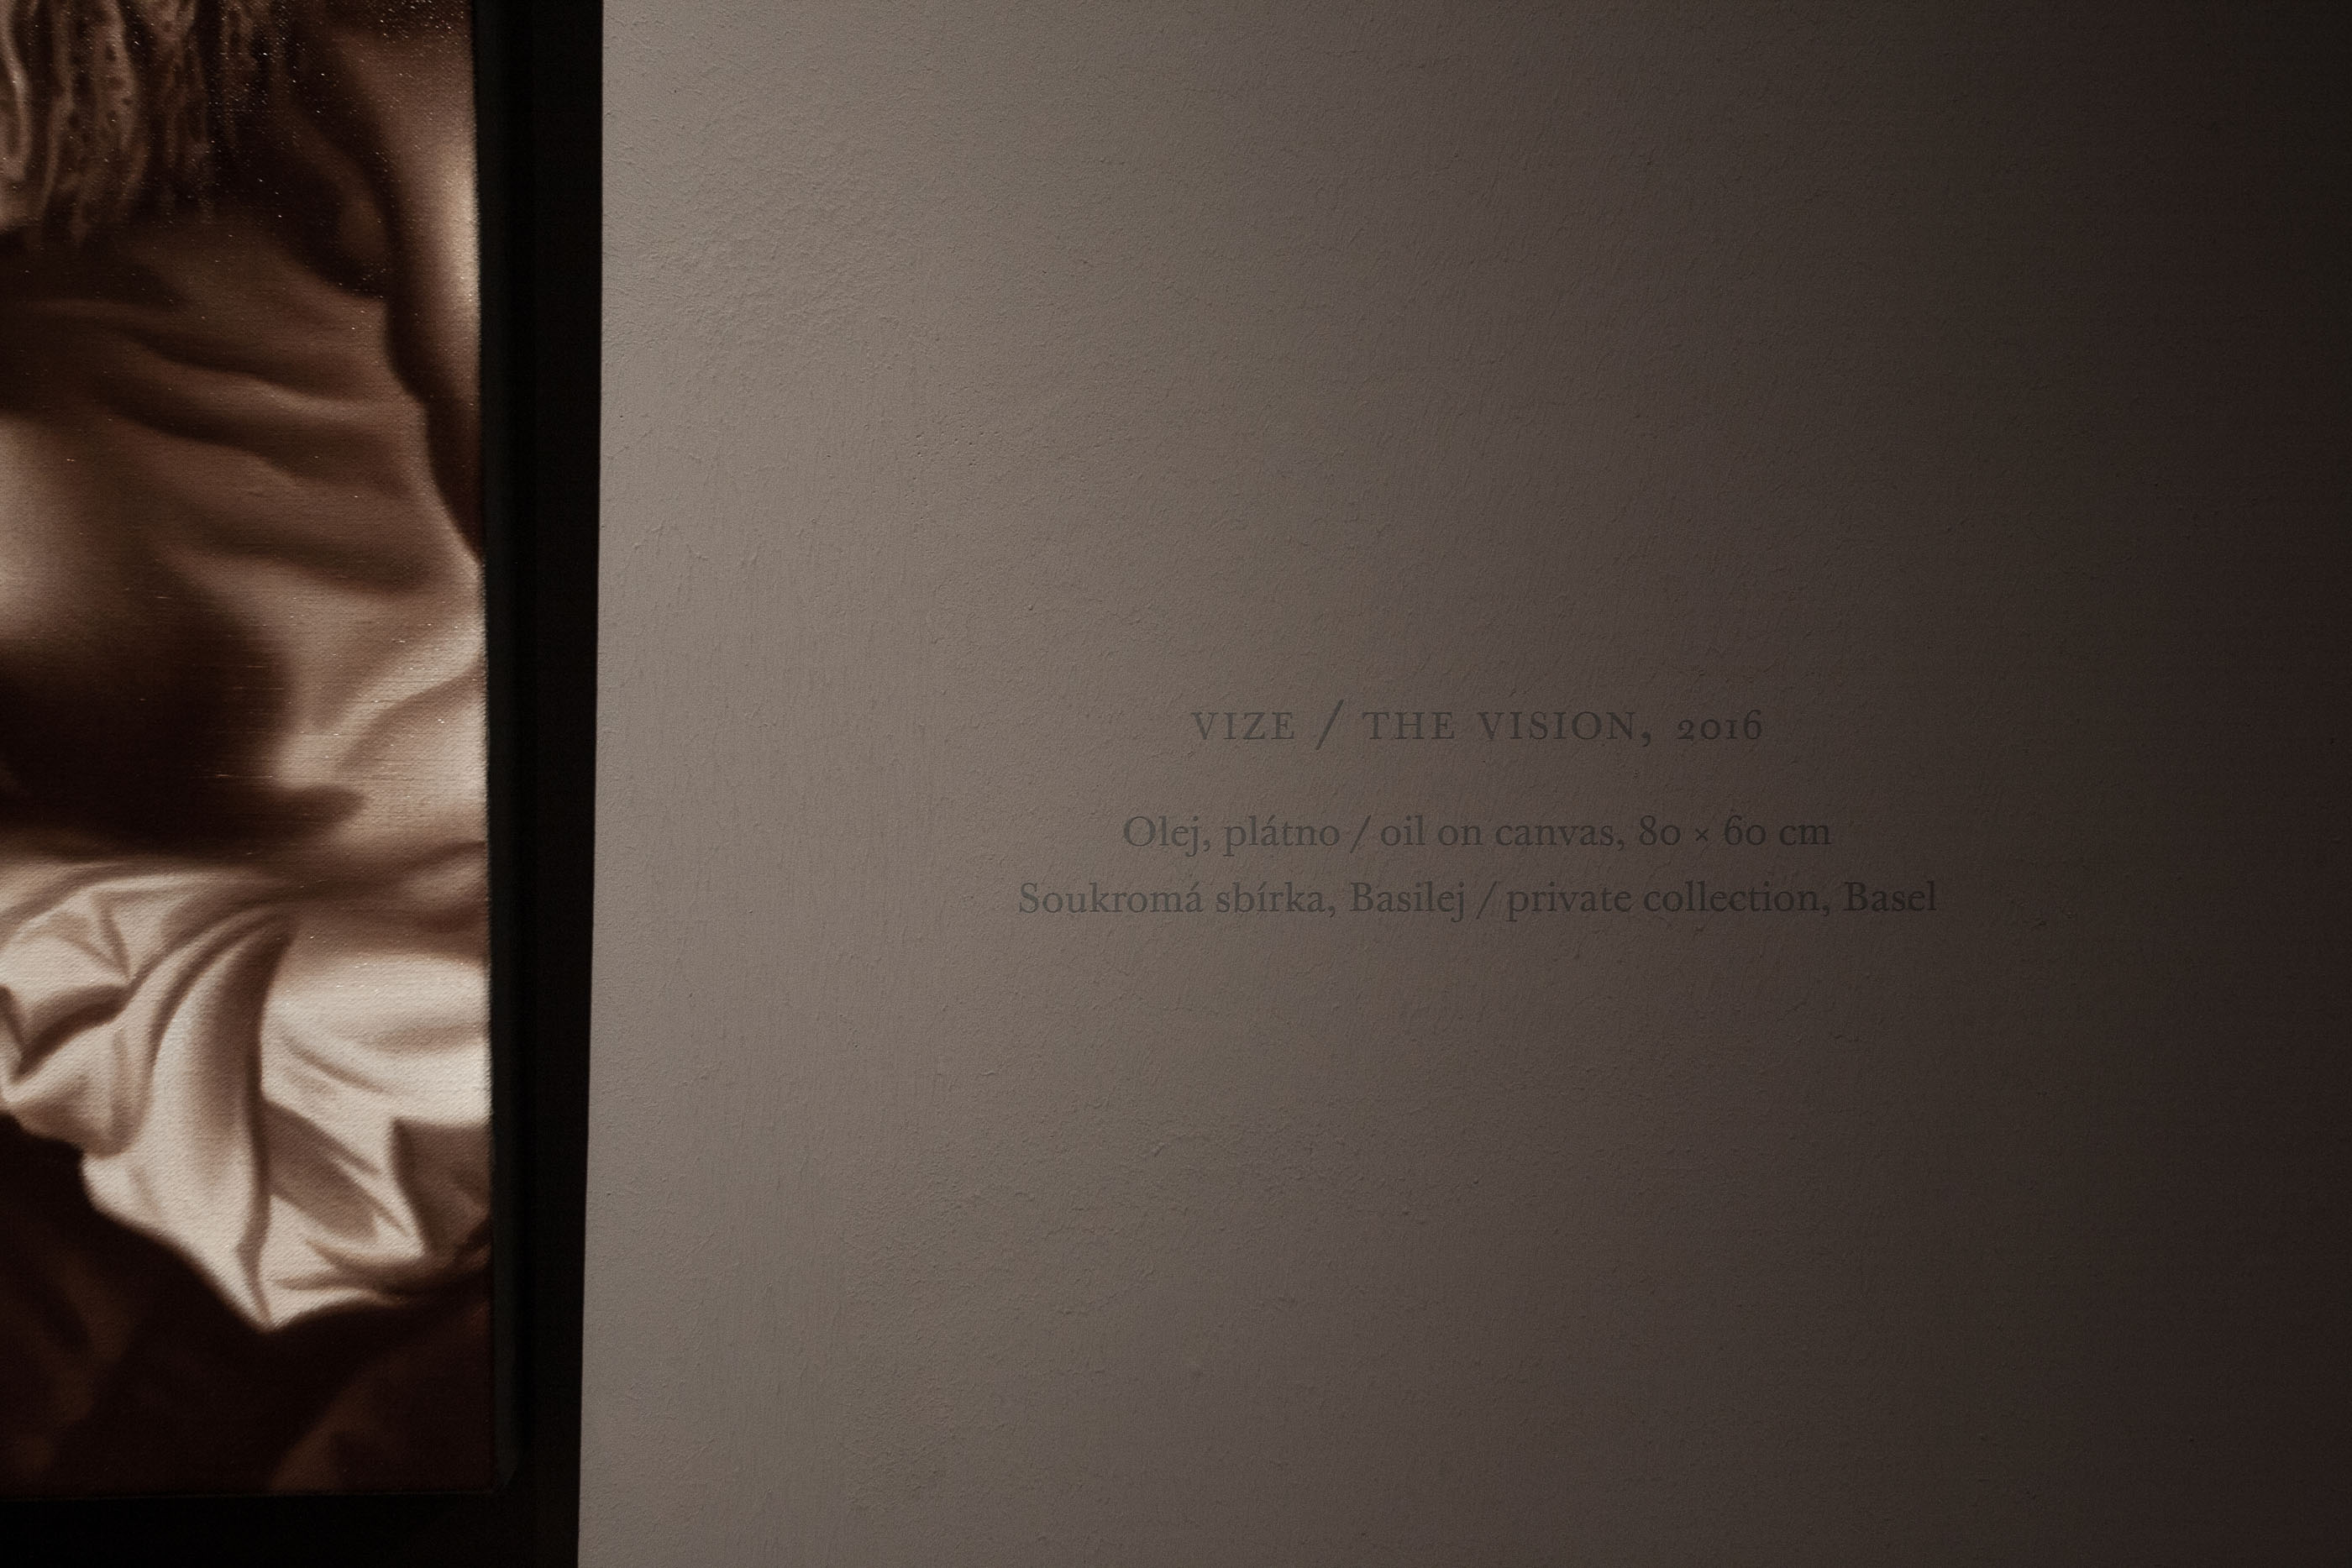 VIZE / THE VISION, 2016
Olej, plátno / oil on canvas, 80 × 60 cm
Soukromá sbírka, Basilej / private collection, Basel